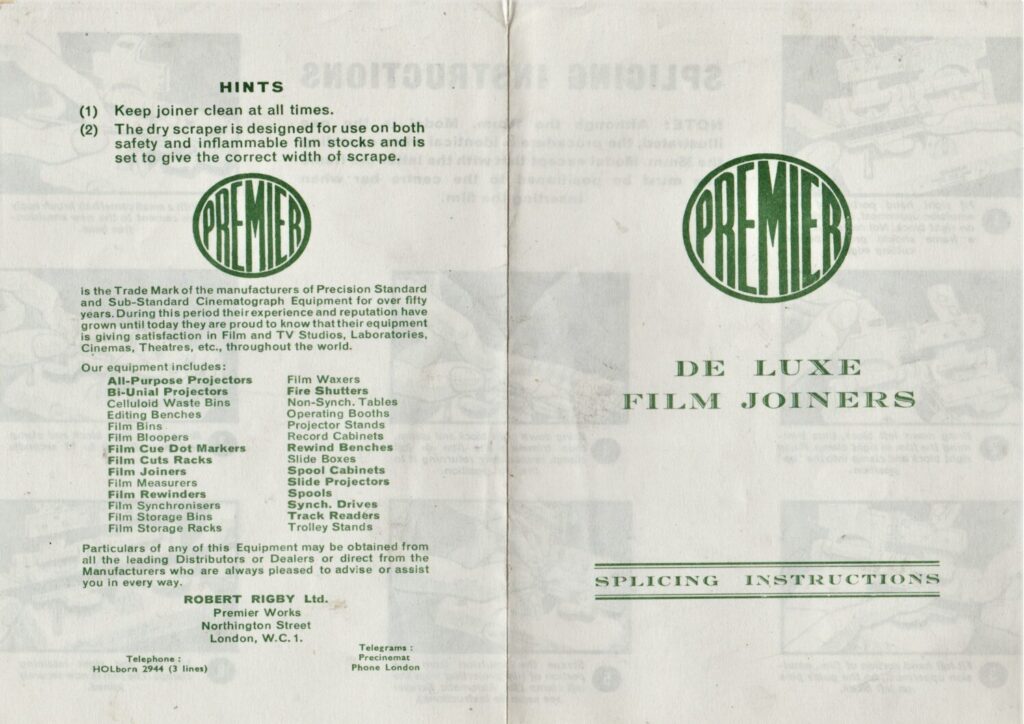 HINTS
(1) Keep joiner clean at all times.
(2) The dry scraper is designed for use on both
safety and inflammable film stocks and is
set to give the correct width of scrape.
PREMIER
is the Trade Mark of the manufacturers of Precision Standard
and Sub-Standard Cinematograph Equipment for over fifty
years. During this period their experience and reputation have
grown until today they are proud to know that their equipment
is giving satisfaction in Film and TV Studios, Laboratories,
Cinemas, Theatres, etc., throughout the world.
Our equipment includes:
All-Purpose Projectors
Bi-Unial Projectors
Celluloid Waste Bins
Editing Benches
Film Bins
Film Bloopers
Film Cue Dot Markers
Film Cuts Racks
Film Joiners
Film Measurers
Film Rewinders
Film Synchronisers
Film Storage Bins
Film Storage Racks
Film Waxers
Fire Shutters
Non-Synch. Tables
Operating Booths
Projector Stands
Record Cabinets
Rewind Benches
Slide Boxes
Spool Cabinets
Slide Projectors
Spools
Synch. Drives
Track Readers
Trolley Stands
Particulars of any of this Equipment may be obtained from
all the leading Distributors or Dealers or direct from the
Manufacturers who are always pleased to advise or assist
you in every way.
ROBERT RIGBY Ltd.
Premier Works
Northington Street
London, W.C.1.
Telephone :
HOLborn 2944 (3 lines)
Telegrams :
Precinemat
Phone London
PREMIER
DE LUXE
FILM JOINERS
SPLICING INSTRUCTIONS